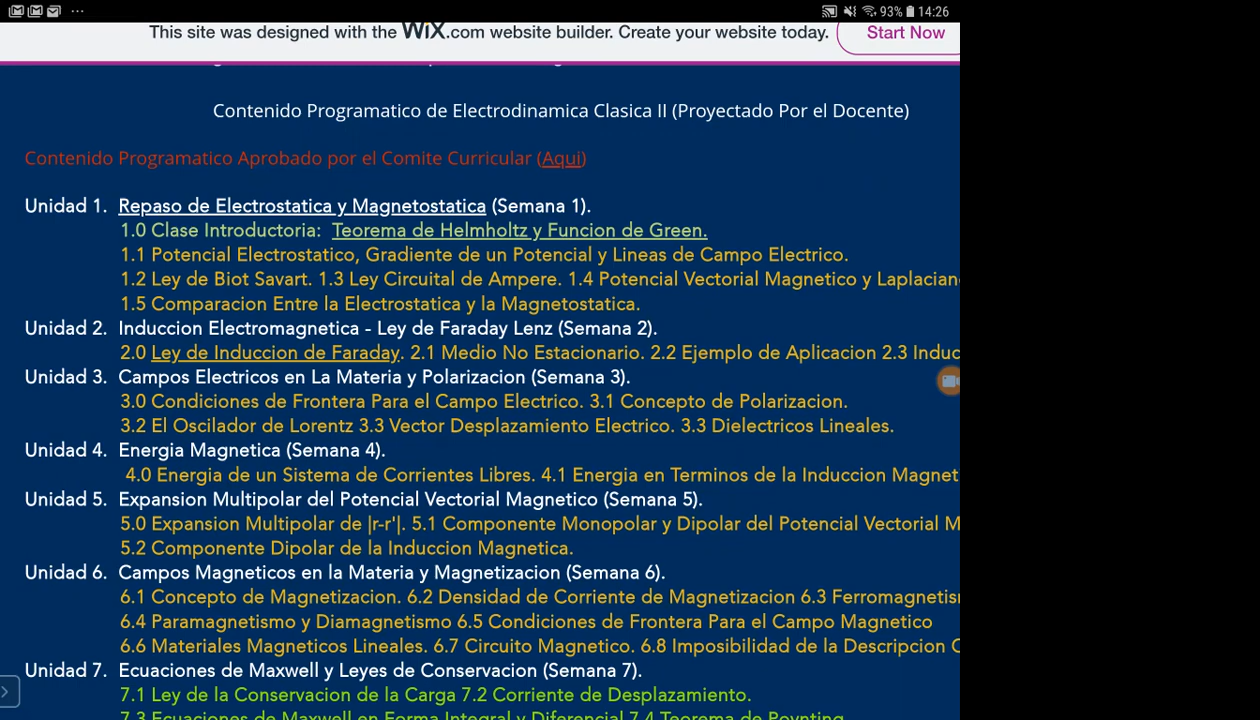 93% 14:26
This site was designed with the WiX.com website builder. Create your website today. Start Now
Contenido Programatico de Electrodinamica Clasica II (Proyectado Por el Docente)
Contenido Programatico Aprobado por el Comite Curricular (Aqui)
Unidad 1. Repaso de Electrostatica y Magnetostatica (Semana 1).
1.0 Clase Introductoria: Teorema de Helmholtz y Funcion de Green.
1.1 Potencial Electrostatico, Gradiente de un Potencial y Lineas de Campo Electrico.
1.2 Ley de Biot Savart. 1.3 Ley Circuital de Ampere. 1.4 Potencial Vectorial Magnetico y Laplacian
1.5 Comparacion Entre la Electrostatica y la Magnetostatica.
Unidad 2. Induccion Electromagnetica - Ley de Faraday Lenz (Semana 2).
2.0 Ley de Induccion de Faraday. 2.1 Medio No Estacionario. 2.2 Ejemplo de Aplicacion 2.3 Induc
Unidad 3. Campos Electricos en La Materia y Polarizacion (Semana 3).
3.0 Condiciones de Frontera Para el Campo Electrico. 3.1 Concepto de Polarizacion.
3.2 El Oscilador de Lorentz 3.3 Vector Desplazamiento Electrico. 3.3 Dielectricos Lineales.
Unidad 4. Energia Magnetica (Semana 4).
4.0 Energia de un Sistema de Corrientes Libres. 4.1 Energia en Terminos de la Induccion Magnet
Unidad 5. Expansion Multipolar del Potencial Vectorial Magnetico (Semana 5).
5.0 Expansion Multipolar de |r-r'|. 5.1 Componente Monopolar y Dipolar del Potencial Vectorial M
5.2 Componente Dipolar de la Induccion Magnetica.
Unidad 6. Campos Magneticos en la Materia y Magnetizacion (Semana 6).
6.1 Concepto de Magnetizacion. 6.2 Densidad de Corriente de Magnetizacion 6.3 Ferromagnetism
6.4 Paramagnetismo y Diamagnetismo 6.5 Condiciones de Frontera Para el Campo Magnetico
6.6 Materiales Magneticos Lineales. 6.7 Circuito Magnetico. 6.8 Imposibilidad de la Descripcion C
Unidad 7. Ecuaciones de Maxwell y Leyes de Conservacion (Semana 7).
7.1 Ley de la Conservacion de la Carga 7.2 Corriente de Desplazamiento.
7.3 Ecuaciones de Maxwell en Forma Integral y Diferencial 7.4 Teorema de Poynting